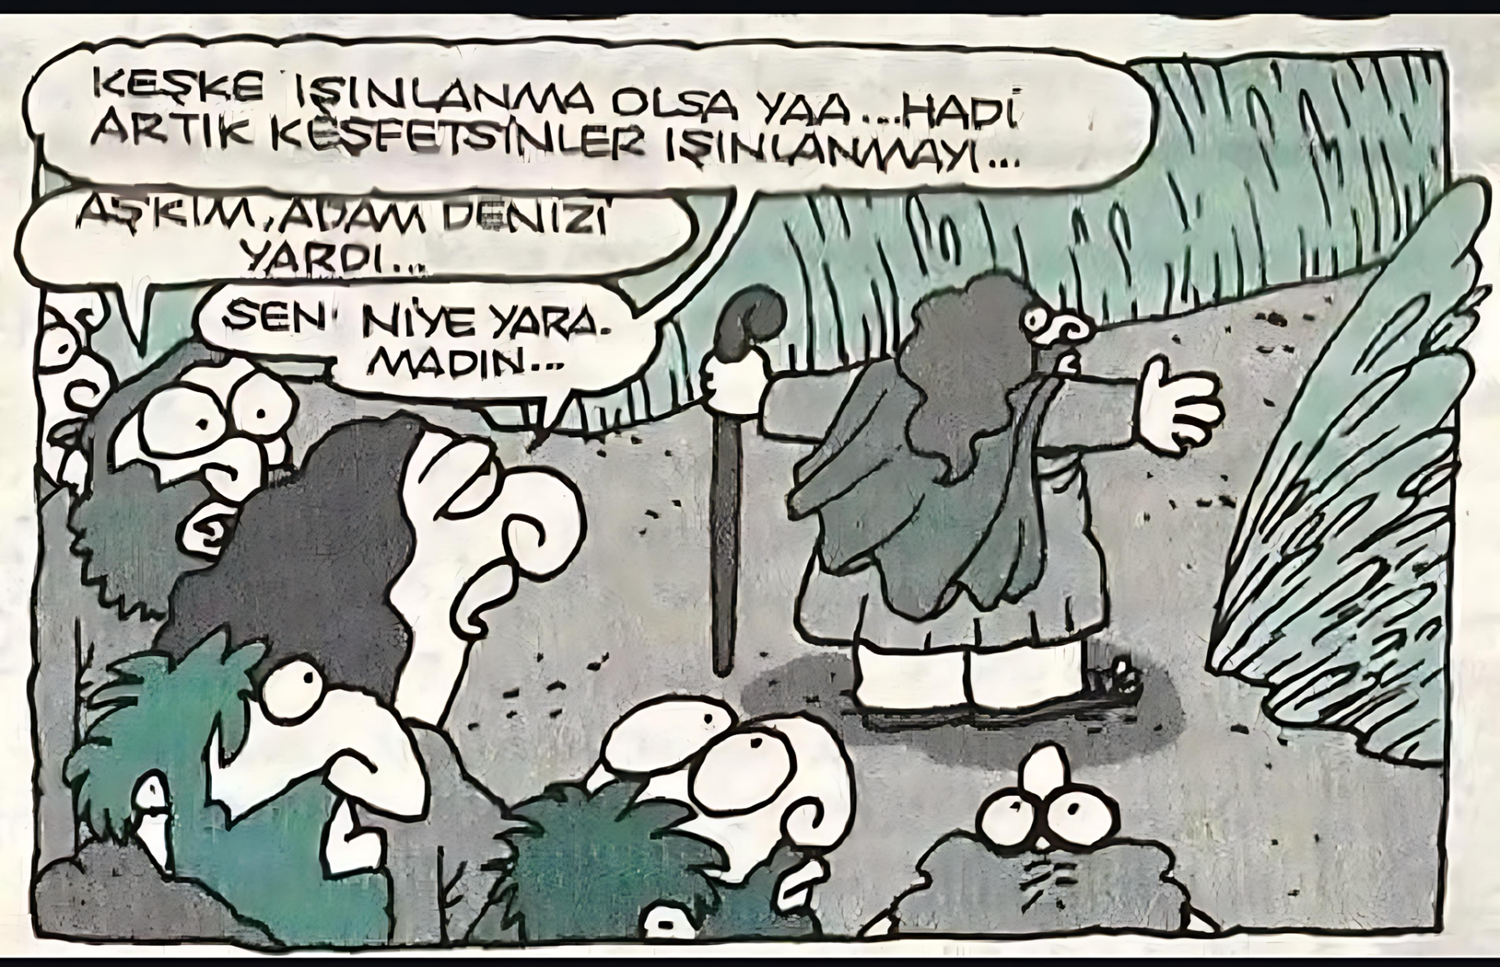 KEŞKE IŞINLANMA OLSA YAA...HADİ
ARTIK KEŞFETSİNLER IŞINLANMAYI...
AŞKIM, ADAM DENİZİ
YARDI...
SEN NİYE YARA-
MADIN...